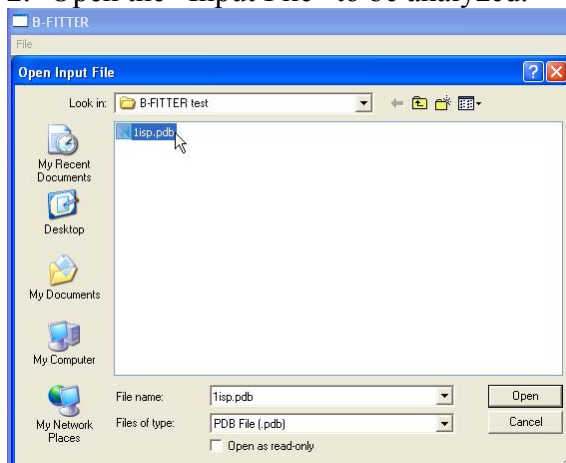 2. Open the "Input File" to be analyzed.
B-FITTER
File
Open Input File
Look in: B-FITTER test
1isp.pdb
My Recent
Documents
Desktop
My Documents
My Computer
My Network
Places
File name: 1isp.pdb Open
Files of type: PDB File (.pdb) Cancel
Open as read-only